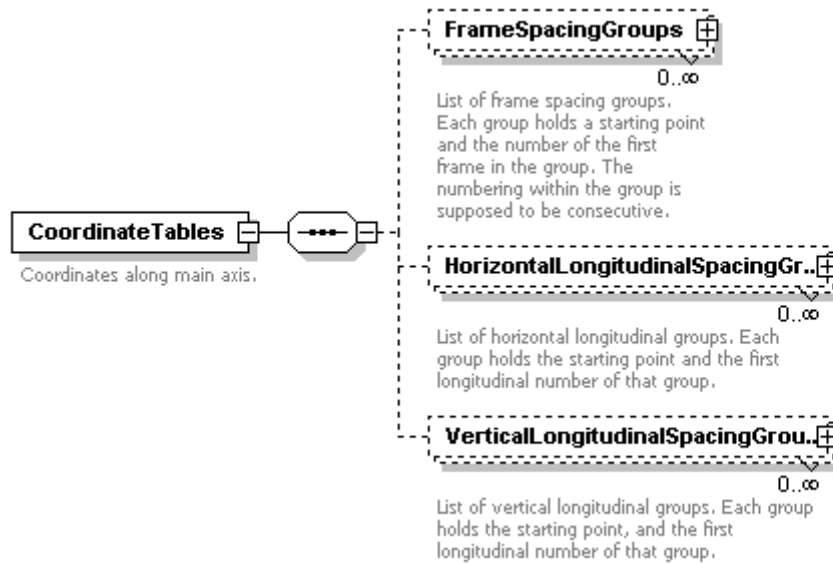 FrameSpacingGroups
0..∞
List of frame spacing groups.
Each group holds a starting point
and the number of the first
frame in the group. The
numbering within the group is
supposed to be consecutive.
CoordinateTables
Coordinates along main axis.
HorizontalLongitudinalSpacingGr..
0..∞
List of horizontal longitudinal groups. Each
group holds the starting point and the first
longitudinal number of that group.
VerticalLongitudinalSpacingGrou..
0..∞
List of vertical longitudinal groups. Each group
holds the starting point, and the first
longitudinal number of that group.